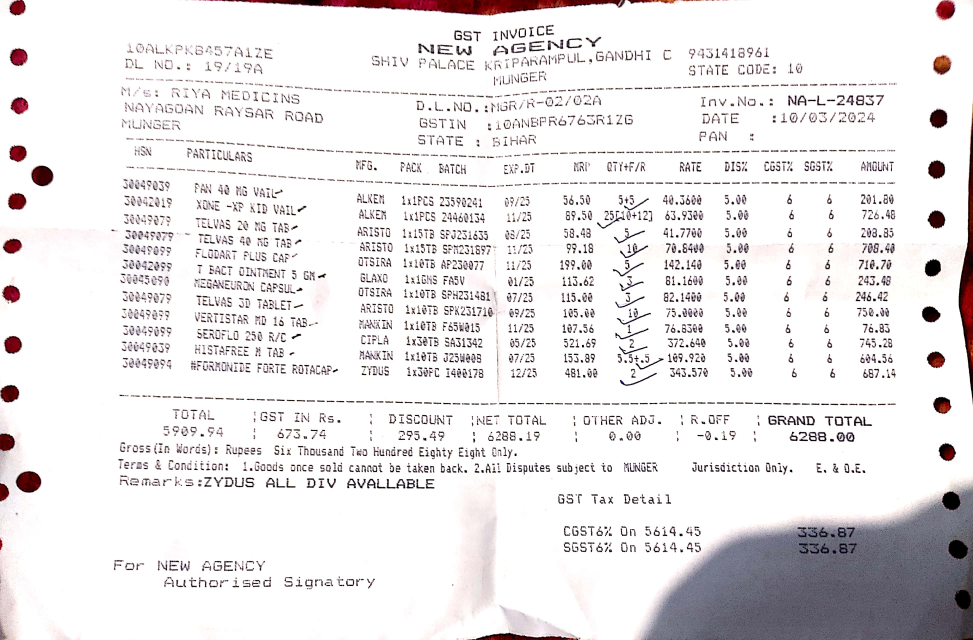 GST INVOICE
10ALKPK8457A1ZE NEW AGENCY
DL NO.: 19/19A SHIV PALACE KRIPARAMPUL,GANDHI C 9431418961
MUNGER STATE CODE: 10
M/s: RIYA MEDICINS D.L.NO.:MGR/R-02/02A Inv.No.: NA-L-24837
NAYAGOAN RAYSAR ROAD GSTIN :10ANBPR6763R1ZG DATE :10/03/2024
MUNGER STATE : BIHAR PAN :
HSN PARTICULARS MFG. PACK BATCH EXP.DT MRP QTY+F/R RATE DIS% CGST% SGST% AMOUNT
30049039 PAN 40 MG VAIL ALKEM 1x1PCS 23590241 09/25 56.50 5+5 40.3600 5.00 6 6 201.80
30042019 XONE -XP KID VAIL ALKEM 1x1PCS 24460134 11/25 89.50 25[10+12] 63.9300 5.00 6 6 726.48
30049079 TELVAS 20 MG TAB ARISTO 1x15TB SPJ231635 08/25 58.48 5 41.7700 5.00 6 6 208.85
30049079 TELVAS 40 MG TAB ARISTO 1x15TB SPM231897 11/25 99.18 10 70.8400 5.00 6 6 708.40
30049099 FLODART PLUS CAP OTSIRA 1x10TB AP230077 11/25 199.00 5 142.140 5.00 6 6 710.70
30042099 T BACT OINTMENT 5 GM GLAXO 1x1GNS FA5V 01/25 113.62 3 81.1600 5.00 6 6 243.48
30045090 MEGANEURON CAPSUL OTSIRA 1x10TB SPH231481 07/25 115.00 3 82.1400 5.00 6 6 246.42
30049079 TELVAS 3D TABLET ARISTO 1x10TB SPK231710 09/25 105.00 10 75.0000 5.00 6 6 750.00
30049099 VERTISTAR MD 16 TAB MANKIN 1x10TB F65W015 11/25 107.56 1 76.8300 5.00 6 6 76.83
30049099 SEROFLO 250 R/C CIPLA 1x30TB SA31342 05/25 521.69 2 372.640 5.00 6 6 745.28
30049039 HISTAFREE M TAB MANKIN 1x10TB J25W008 07/25 153.89 5.5+.5 109.920 5.00 6 6 604.56
30049094 #FORMONIDE FORTE ROTACAP ZYDUS 1x30PC I400178 12/25 481.00 2 343.570 5.00 6 6 687.14
TOTAL ¦GST IN Rs. ¦ DISCOUNT ¦NET TOTAL ¦ OTHER ADJ. ¦ R.OFF ¦ GRAND TOTAL
5909.94 ¦ 673.74 ¦ 295.49 ¦ 6288.19 ¦ 0.00 ¦ -0.19 ¦ 6288.00
Gross(In Words): Rupees Six Thousand Two Hundred Eighty Eight Only.
Terms & Condition: 1.Goods once sold cannot be taken back. 2.All Disputes subject to MUNGER Jurisdiction Only. E. & O.E.
Remarks:ZYDUS ALL DIV AVALLABLE
GST Tax Detail
CGST6% On 5614.45 336.87
SGST6% On 5614.45 336.87
For NEW AGENCY
Authorised Signatory